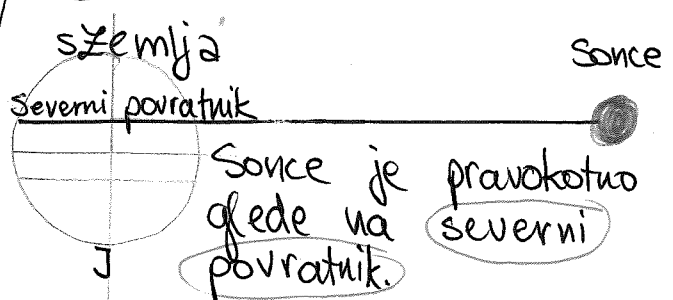 szemlja
Sonce
Severni povratnik
Sonce je pravokotno
glede na severni
povratnik.
J